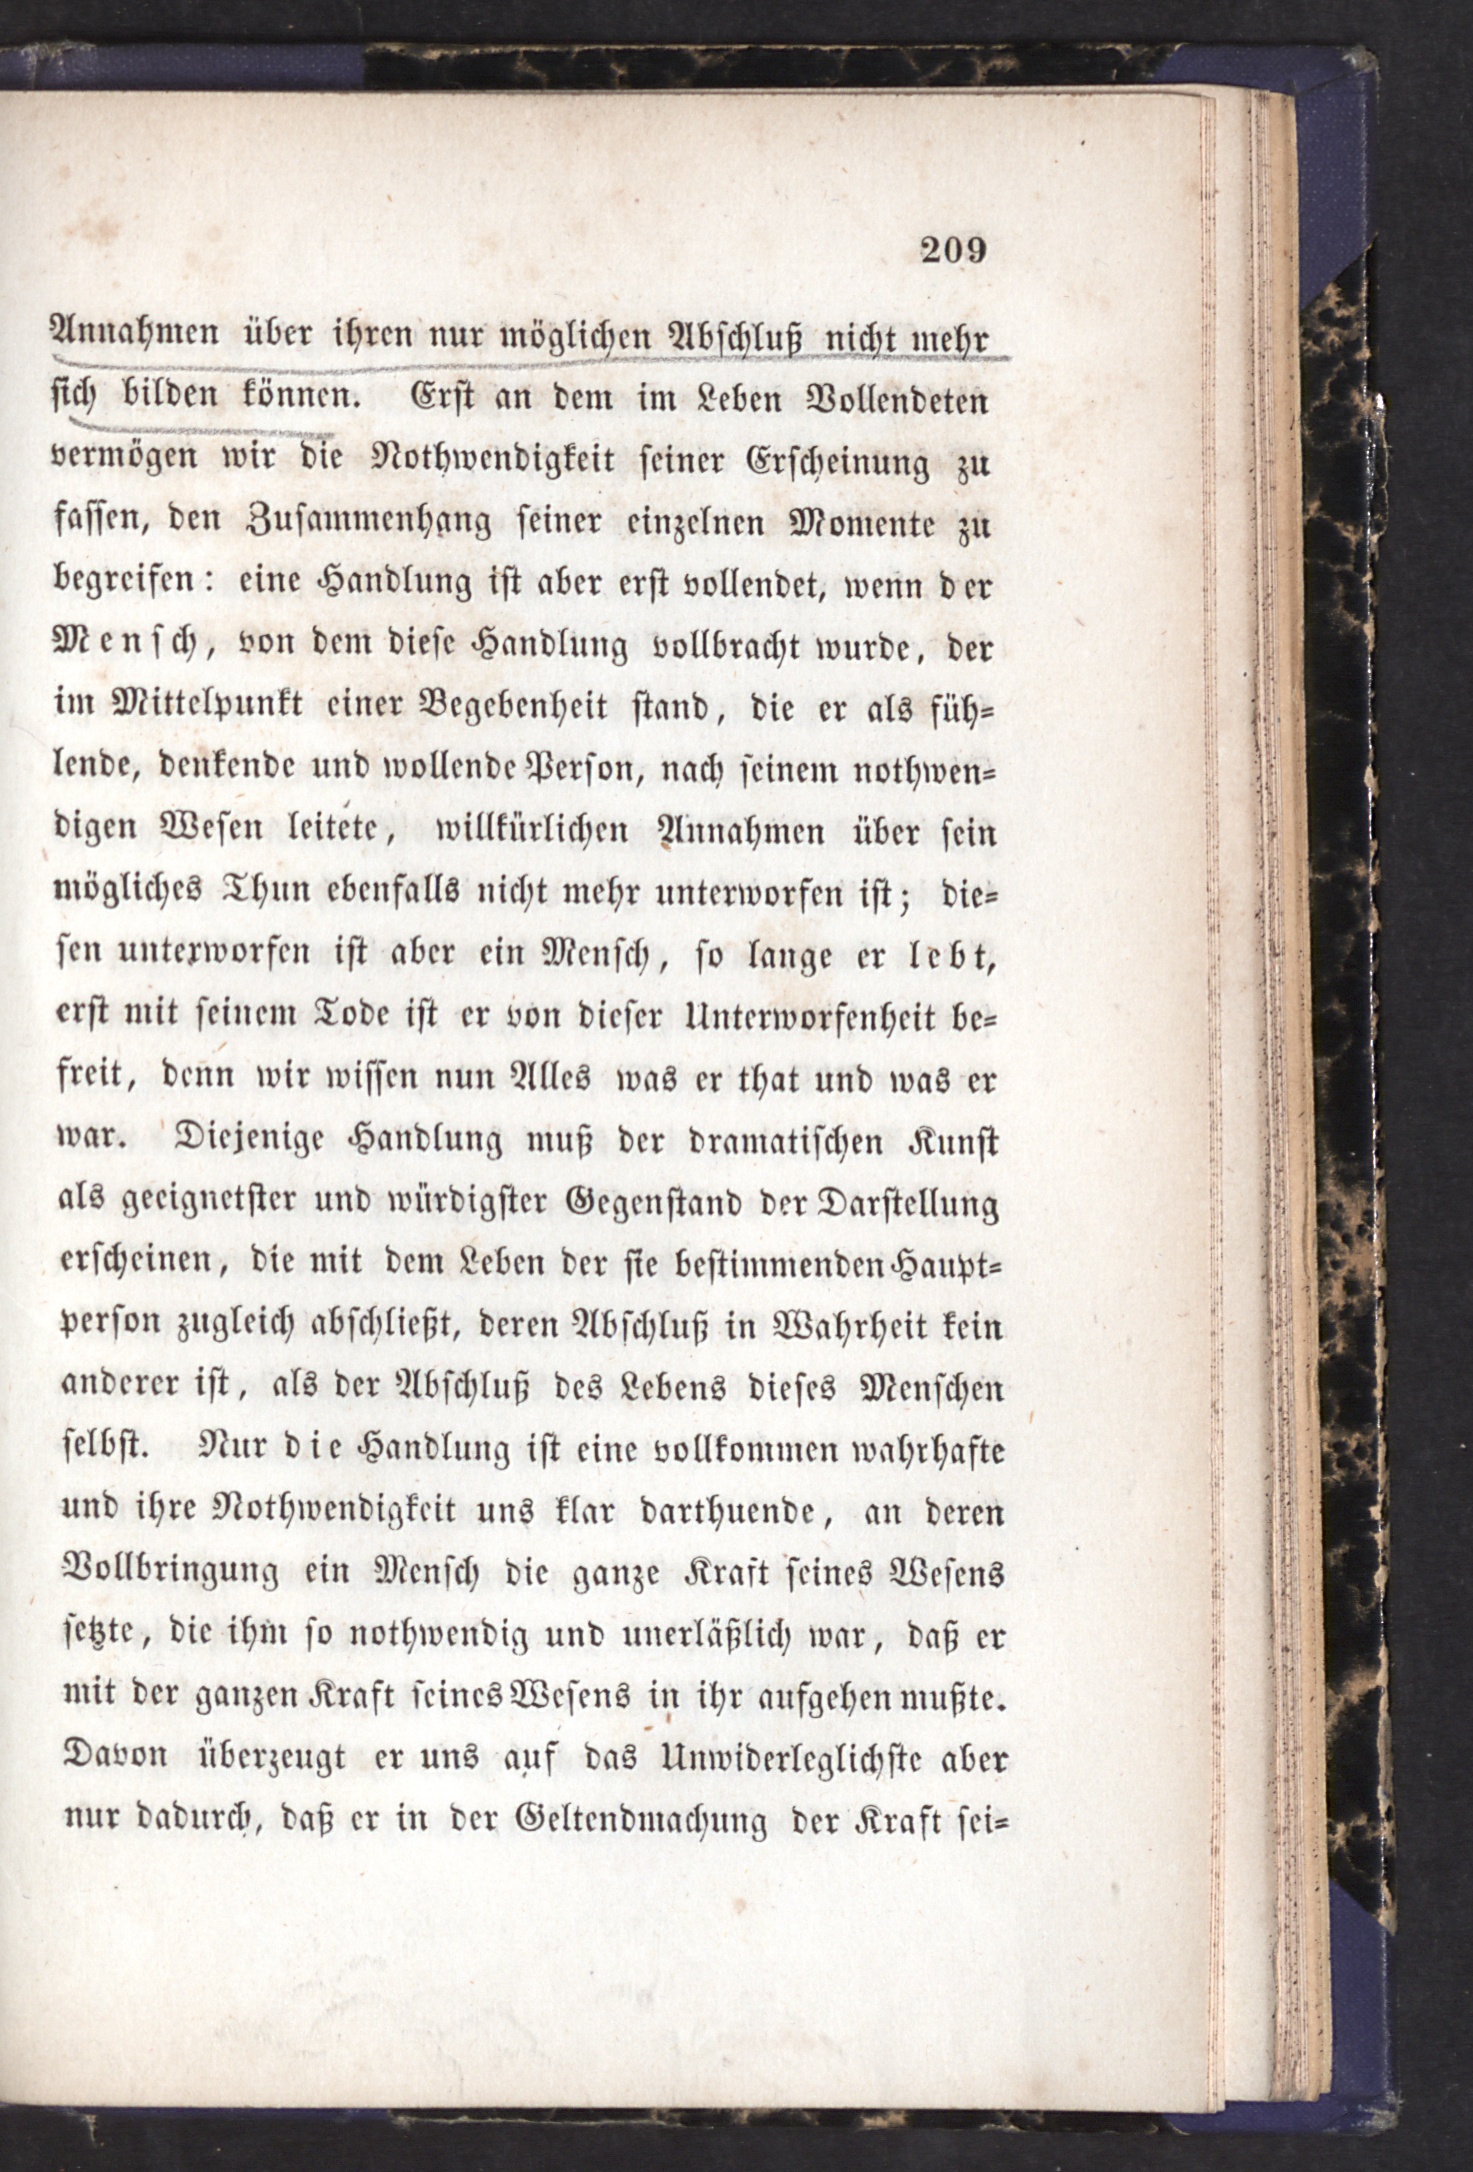 209
Annahmen über ihren nur möglichen Abschluß nicht mehr
sich bilden können. Erst an dem im Leben Vollendeten
vermögen wir die Nothwendigkeit seiner Erscheinung zu
fassen, den Zusammenhang seiner einzelnen Momente zu
begreifen: eine Handlung ist aber erst vollendet, wenn der
Mensch, von dem diese Handlung vollbracht wurde, der
im Mittelpunkt einer Begebenheit stand, die er als füh-
lende, denkende und wollende Person, nach seinem nothwen-
digen Wesen leitete, willkürlichen Annahmen über sein
mögliches Thun ebenfalls nicht mehr unterworfen ist; die-
sen unterworfen ist aber ein Mensch, so lange er lebt,
erst mit seinem Tode ist er von dieser Unterworfenheit be-
freit, denn wir wissen nun Alles was er that und was er
war. Diejenige Handlung muß der dramatischen Kunst
als geeignetster und würdigster Gegenstand der Darstellung
erscheinen, die mit dem Leben der sie bestimmenden Haupt-
person zugleich abschließt, deren Abschluß in Wahrheit kein
anderer ist, als der Abschluß des Lebens dieses Menschen
selbst. Nur die Handlung ist eine vollkommen wahrhafte
und ihre Nothwendigkeit uns klar darthuende, an deren
Vollbringung ein Mensch die ganze Kraft seines Wesens
setzte, die ihm so nothwendig und unerläßlich war, daß er
mit der ganzen Kraft seines Wesens in ihr aufgehen mußte.
Davon überzeugt er uns auf das Unwiderleglichste aber
nur dadurch, daß er in der Geltendmachung der Kraft sei-